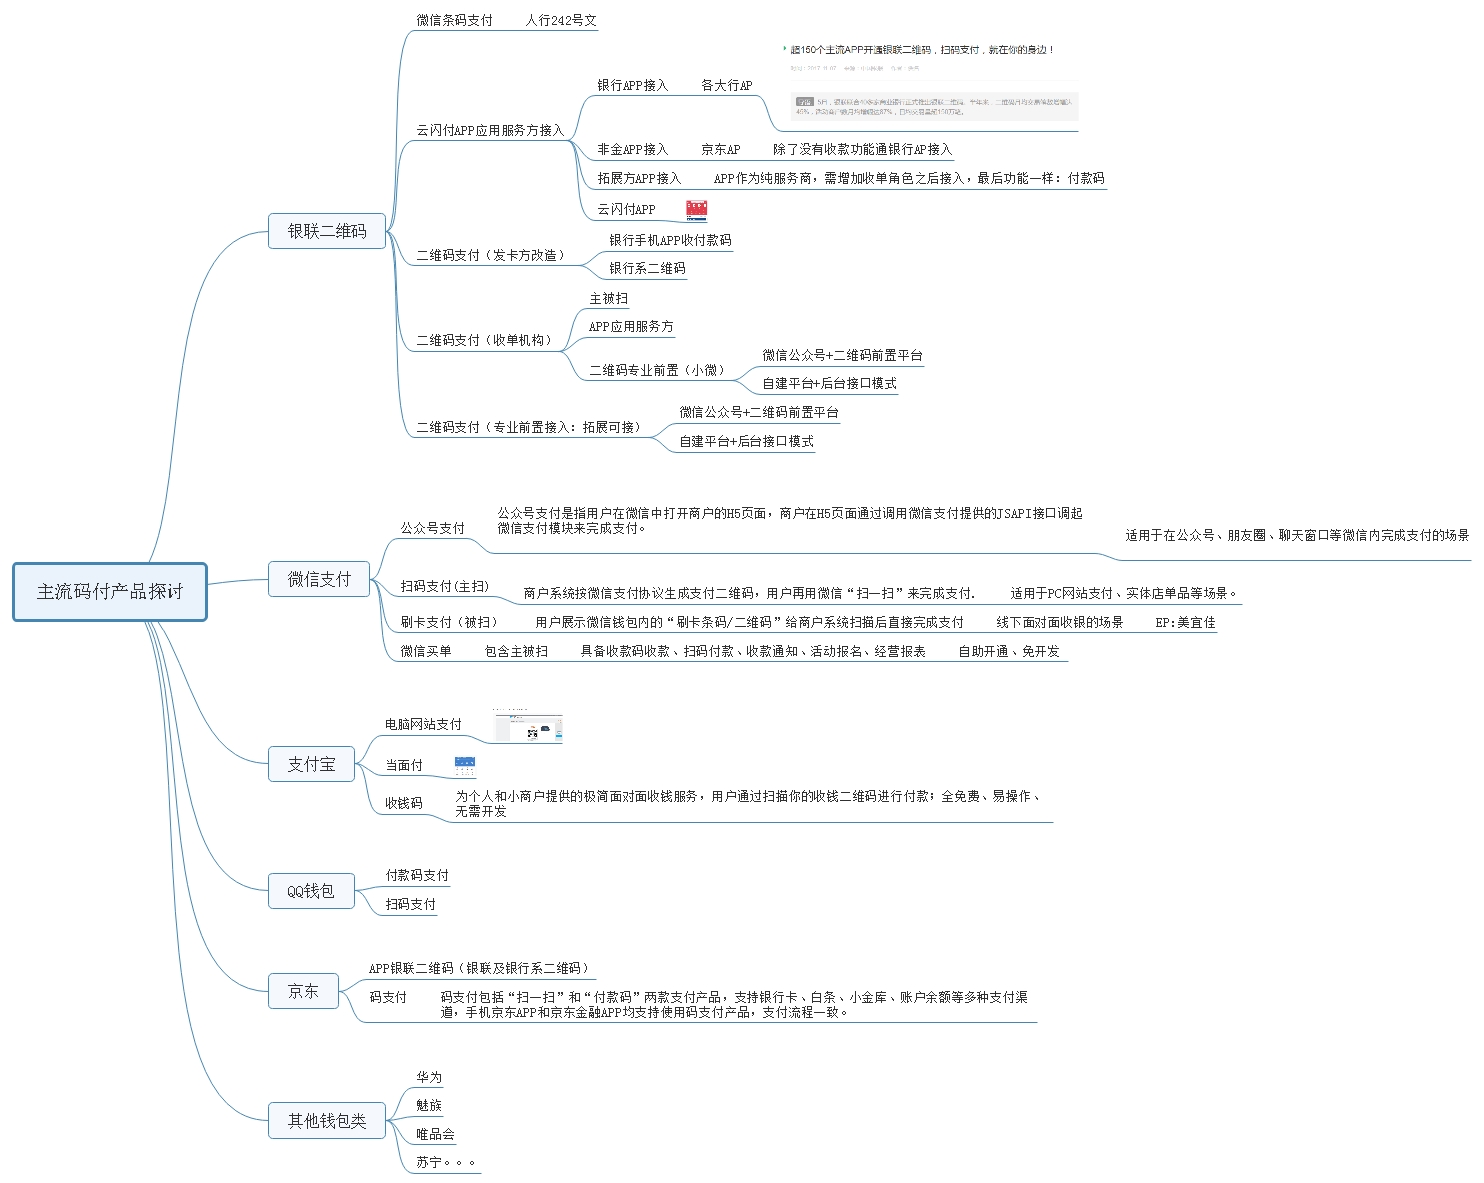 主流码付产品探讨
银联二维码
微信条码支付
人行242号文
云闪付APP应用服务方接入
银行APP接入
各大行AP
超150个主流APP开通银联二维码，扫码支付，就在你的身边！
非金APP接入
京东AP
除了没有收款功能通银行AP接入
拓展方APP接入
APP作为纯服务商，需增加收单角色之后接入，最后功能一样：付款码
云闪付APP
二维码支付（发卡方改造）
银行手机APP收付款码
银行系二维码
二维码支付（收单机构）
主被扫
APP应用服务方
二维码专业前置（小微）
微信公众号+二维码前置平台
自建平台+后台接口模式
二维码支付（专业前置接入：拓展可接）
微信公众号+二维码前置平台
自建平台+后台接口模式
微信支付
公众号支付
公众号支付是指用户在微信中打开商户的H5页面，商户在H5页面通过调用微信支付提供的JSAPI接口调起
微信支付模块来完成支付。
适用于在公众号、朋友圈、聊天窗口等微信内完成支付的场景
扫码支付(主扫)
商户系统按微信支付协议生成支付二维码，用户再用微信“扫一扫”来完成支付.
适用于PC网站支付、实体店单品等场景。
刷卡支付（被扫）
用户展示微信钱包内的“刷卡条码/二维码”给商户系统扫描后直接完成支付
线下面对面收银的场景
EP:美宜佳
微信买单
包含主被扫
具备收款码收款、扫码付款、收款通知、活动报名、经营报表
自助开通、免开发
支付宝
电脑网站支付
当面付
收钱码
为个人和小商户提供的极简面对面收钱服务，用户通过扫描你的收钱二维码进行付款；全免费、易操作、
无需开发
QQ钱包
付款码支付
扫码支付
京东
APP银联二维码（银联及银行系二维码）
码支付
码支付包括“扫一扫”和“付款码”两款支付产品，支持银行卡、白条、小金库、账户余额等多种支付渠
道，手机京东APP和京东金融APP均支持使用码支付产品，支付流程一致。
其他钱包类
华为
魅族
唯品会
苏宁。。。